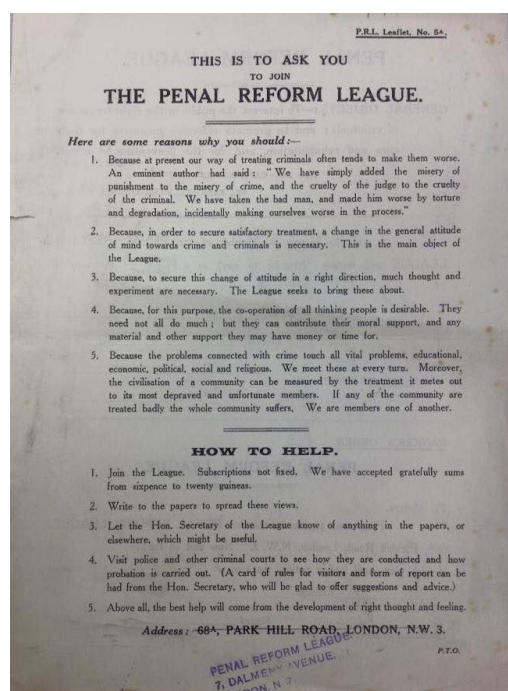 P.R.L. Leaflet, No. 5A.
THIS IS TO ASK YOU
TO JOIN
THE PENAL REFORM LEAGUE.
Here are some reasons why you should:—
1. Because at present our way of treating criminals often tends to make them worse.
An eminent author had said: "We have simply added the misery of
punishment to the misery of crime, and the cruelty of the judge to the cruelty
of the criminal. We have taken the bad man, and made him worse by torture
and degradation, incidentally making ourselves worse in the process."
2. Because, in order to secure satisfactory treatment, a change in the general attitude
of mind towards crime and criminals is necessary. This is the main object of
the League.
3. Because, to secure this change of attitude in a right direction, much thought and
experiment are necessary. The League seeks to bring these about.
4. Because, for this purpose, the co-operation of all thinking people is desirable. They
need not all do much; but they can contribute their moral support, and any
material and other support they may have money or time for.
5. Because the problems connected with crime touch all vital problems, educational,
economic, political, social and religious. We meet these at every turn. Moreover,
the civilisation of a community can be measured by the treatment it metes out
to its most depraved and unfortunate members. If any of the community are
treated badly the whole community suffers. We are members one of another.
HOW TO HELP.
1. Join the League. Subscriptions not fixed. We have accepted gratefully sums
from sixpence to twenty guineas.
2. Write to the papers to spread these views.
3. Let the Hon. Secretary of the League know of anything in the papers, or
elsewhere, which might be useful.
4. Visit police and other criminal courts to see how they are conducted and how
probation is carried out. (A card of rules for visitors and form of report can be
had from the Hon. Secretary, who will be glad to offer suggestions and advice.)
5. Above all, the best help will come from the development of right thought and feeling.
Address: 68A, PARK HILL ROAD, LONDON, N.W. 3.
P.T.O.
PENAL REFORM LEAGUE.
7, DALMENY AVENUE.
N. 7